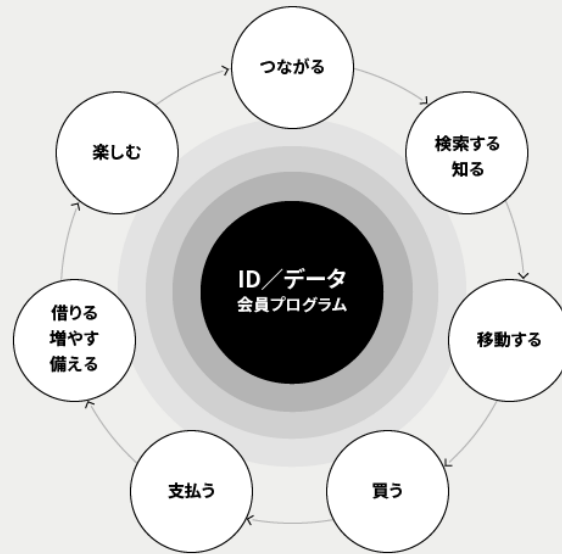 つながる
検索する
知る
移動する
買う
支払う
借りる
増やす
備える
楽しむ
ID／データ
会員プログラム